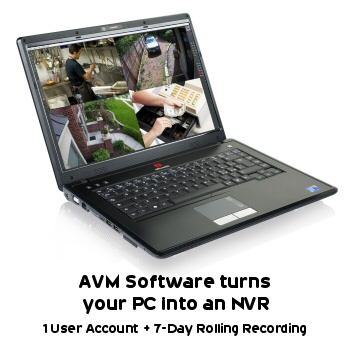 AVM Software turns
your PC into an NVR
1 User Account + 7-Day Rolling Recording